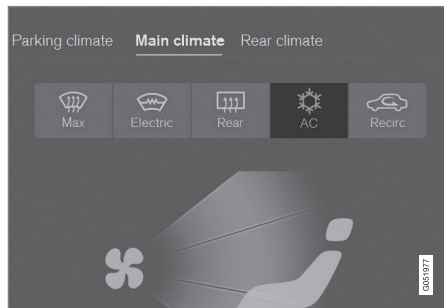 Parking climate Main climate Rear climate
Max Electric Rear AC Recirc
G051977